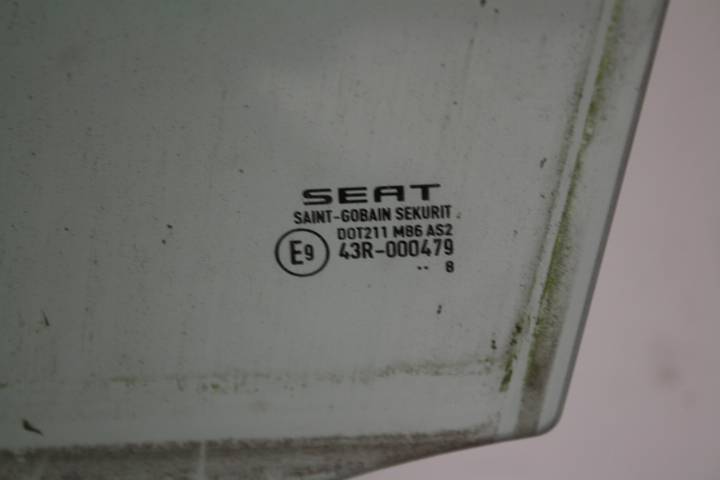 SEAT
SAINT-GOBAIN SEKURIT
DOT211 M86 AS2
E9 43R-000479
.. 8